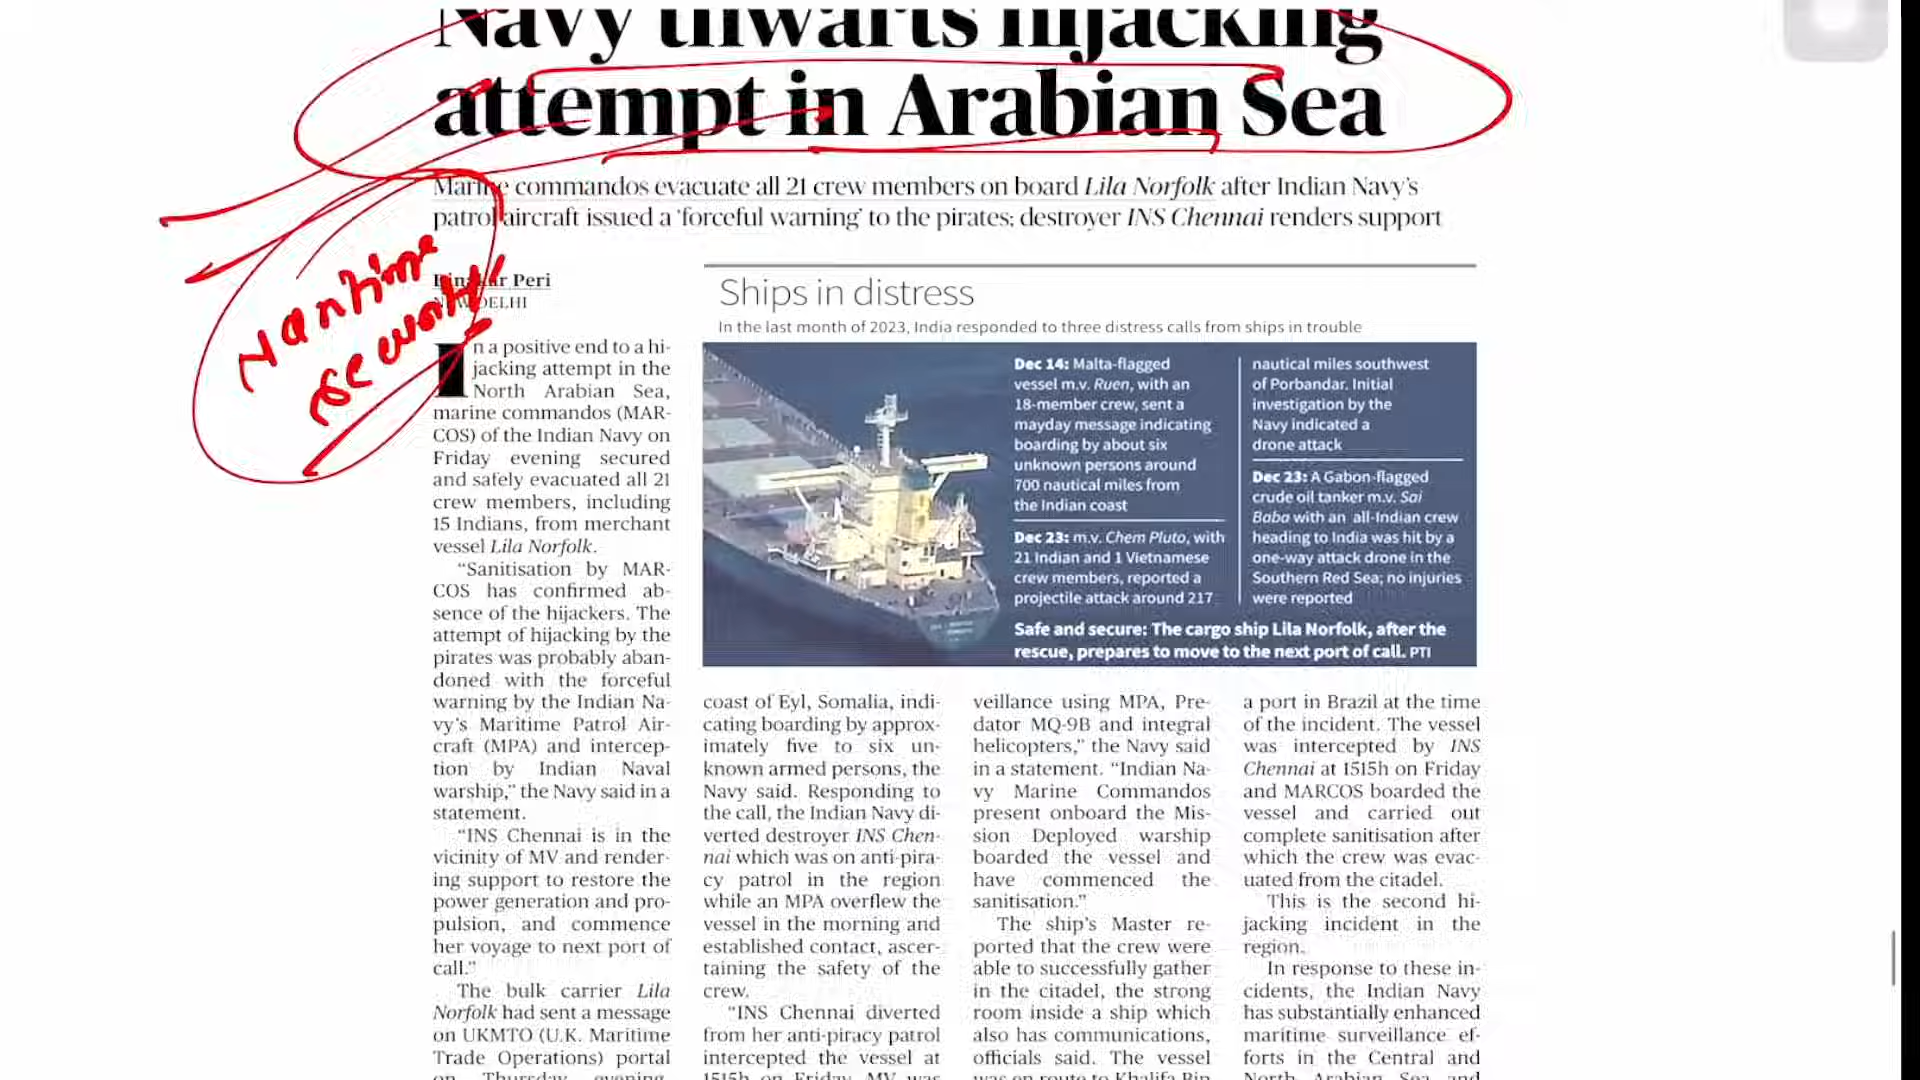 Navy thwarts hijacking
attempt in Arabian Sea
Marine commandos evacuate all 21 crew members on board Lila Norfolk after Indian Navy's
patrol aircraft issued a 'forceful warning' to the pirates; destroyer INS Chennai renders support
Maritime
security
Dinakar Peri
NEW DELHI
In a positive end to a hi-
jacking attempt in the
North Arabian Sea,
marine commandos (MAR-
COS) of the Indian Navy on
Friday evening secured
and safely evacuated all 21
crew members, including
15 Indians, from merchant
vessel Lila Norfolk.
"Sanitisation by MAR-
COS has confirmed ab-
sence of the hijackers. The
attempt of hijacking by the
pirates was probably aban-
doned with the forceful
warning by the Indian Na-
vy's Maritime Patrol Air-
craft (MPA) and intercep-
tion by Indian Naval
warship," the Navy said in a
statement.
"INS Chennai is in the
vicinity of MV and render-
ing support to restore the
power generation and pro-
pulsion, and commence
her voyage to next port of
call."
The bulk carrier Lila
Norfolk had sent a message
on UKMTO (U.K. Maritime
Trade Operations) portal
on Thursday evening,
Ships in distress
In the last month of 2023, India responded to three distress calls from ships in trouble
Dec 14: Malta-flagged
vessel m.v. Ruen, with an
18-member crew, sent a
mayday message indicating
boarding by about six
unknown persons around
700 nautical miles from
the Indian coast
Dec 23: m.v. Chem Pluto, with
21 Indian and 1 Vietnamese
crew members, reported a
projectile attack around 217
nautical miles southwest
of Porbandar. Initial
investigation by the
Navy indicated a
drone attack
Dec 23: A Gabon-flagged
crude oil tanker m.v. Sai
Baba with an all-Indian crew
heading to India was hit by a
one-way attack drone in the
Southern Red Sea; no injuries
were reported
Safe and secure: The cargo ship Lila Norfolk, after the
rescue, prepares to move to the next port of call. PTI
coast of Eyl, Somalia, indi-
cating boarding by approx-
imately five to six un-
known armed persons, the
Navy said. Responding to
the call, the Indian Navy di-
verted destroyer INS Chen-
nai which was on anti-pira-
cy patrol in the region
while an MPA overflew the
vessel in the morning and
established contact, ascer-
taining the safety of the
crew.
"INS Chennai diverted
from her anti-piracy patrol
intercepted the vessel at
1515h on Friday. MV was
veillance using MPA, Pre-
dator MQ-9B and integral
helicopters," the Navy said
in a statement. "Indian Na-
vy Marine Commandos
present onboard the Mis-
sion Deployed warship
boarded the vessel and
have commenced the
sanitisation."
The ship's Master re-
ported that the crew were
able to successfully gather
in the citadel, the strong
room inside a ship which
also has communications,
officials said. The vessel
was en route to Khalifa Bin
a port in Brazil at the time
of the incident. The vessel
was intercepted by INS
Chennai at 1515h on Friday
and MARCOS boarded the
vessel and carried out
complete sanitisation after
which the crew was evac-
uated from the citadel.
This is the second hi-
jacking incident in the
region.
In response to these in-
cidents, the Indian Navy
has substantially enhanced
maritime surveillance ef-
forts in the Central and
North Arabian Sea and